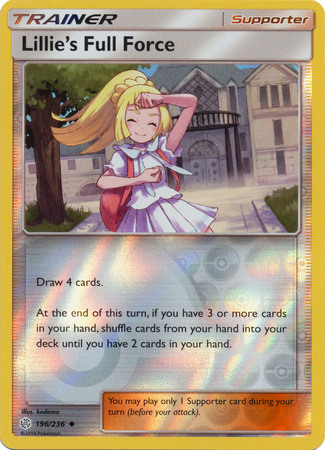 TRAINER Supporter
Lillie's Full Force
Draw 4 cards.
At the end of this turn, if you have 3 or more cards
in your hand, shuffle cards from your hand into your
deck until you have 2 cards in your hand.
You may play only 1 Supporter card during your
turn (before your attack).
illus. kodama
196/236
©2019 Pokémon